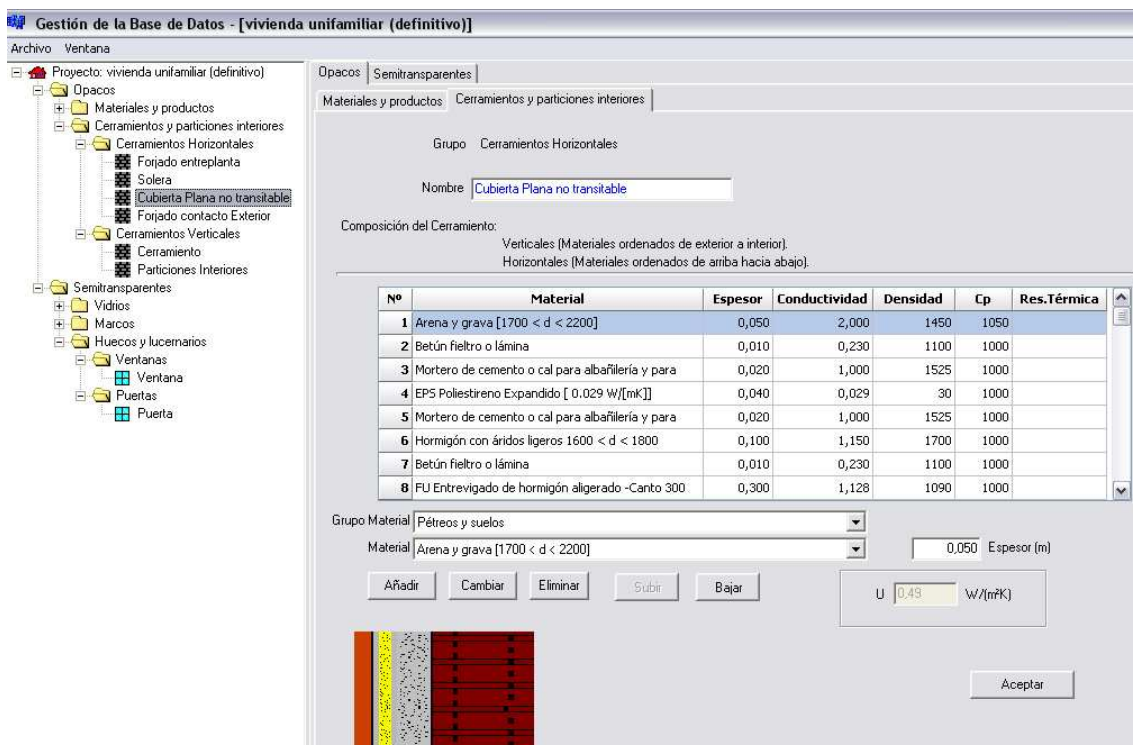 Gestión de la Base de Datos - [vivienda unifamiliar (definitivo)]
Archivo Ventana
Proyecto: vivienda unifamiliar (definitivo)
Opacos
Materiales y productos
Cerramientos y particiones interiores
Cerramientos Horizontales
Forjado entreplanta
Solera
Cubierta Plana no transitable
Forjado contacto Exterior
Cerramientos Verticales
Cerramiento
Particiones Interiores
Semitransparentes
Vidrios
Marcos
Huecos y lucernarios
Ventanas
Ventana
Puertas
Puerta
Opacos Semitransparentes
Materiales y productos Cerramientos y particiones interiores
Grupo Cerramientos Horizontales
Nombre Cubierta Plana no transitable
Composición del Cerramiento:
Verticales (Materiales ordenados de exterior a interior).
Horizontales (Materiales ordenados de arriba hacia abajo).
Nº Material Espesor Conductividad Densidad Cp Res.Térmica
1 Arena y grava [1700 < d < 2200] 0,050 2,000 1450 1050
2 Betún fieltro o lámina 0,010 0,230 1100 1000
3 Mortero de cemento o cal para albañilería y para 0,020 1,000 1525 1000
4 EPS Poliestireno Expandido [ 0.029 W/[mK]] 0,040 0,029 30 1000
5 Mortero de cemento o cal para albañilería y para 0,020 1,000 1525 1000
6 Hormigón con áridos ligeros 1600 < d < 1800 0,100 1,150 1700 1000
7 Betún fieltro o lámina 0,010 0,230 1100 1000
8 FU Entrevigado de hormigón aligerado -Canto 300 0,300 1,128 1090 1000
Grupo Material Pétreos y suelos
Material Arena y grava [1700 < d < 2200] 0,050 Espesor (m)
Añadir Cambiar Eliminar Subir Bajar
U 0,49 W/(m²K)
Aceptar